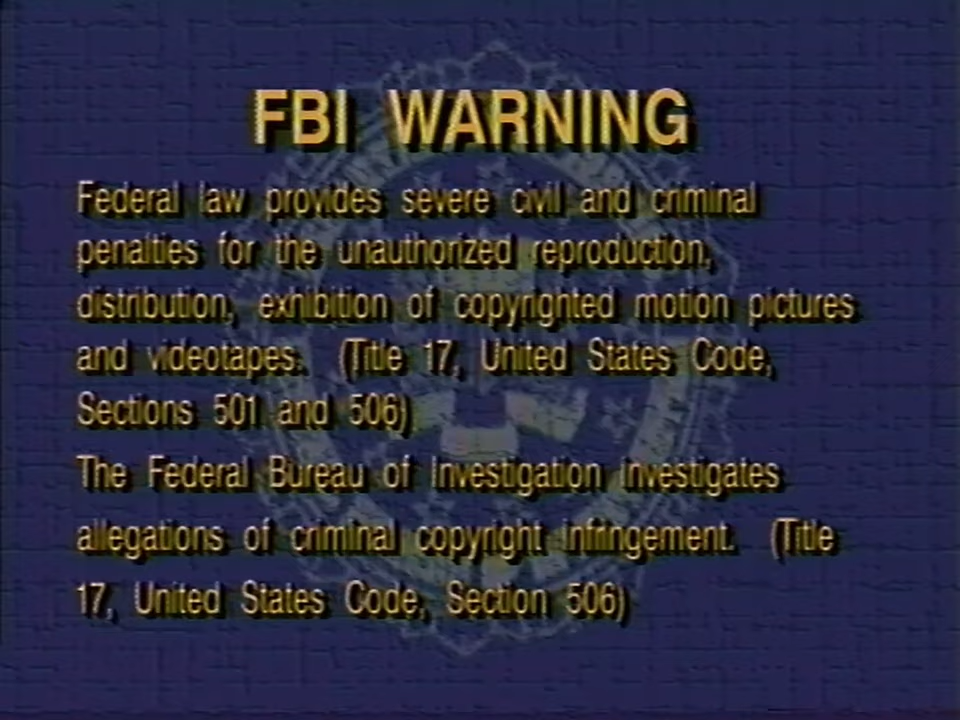 FBI WARNING
Federal law provides severe civil and criminal
penalties for the unauthorized reproduction,
distribution, exhibition of copyrighted motion pictures
and videotapes. (Title 17, United States Code,
Sections 501 and 506)
The Federal Bureau of Investigation investigates
allegations of criminal copyright infringement. (Title
17, United States Code, Section 506)